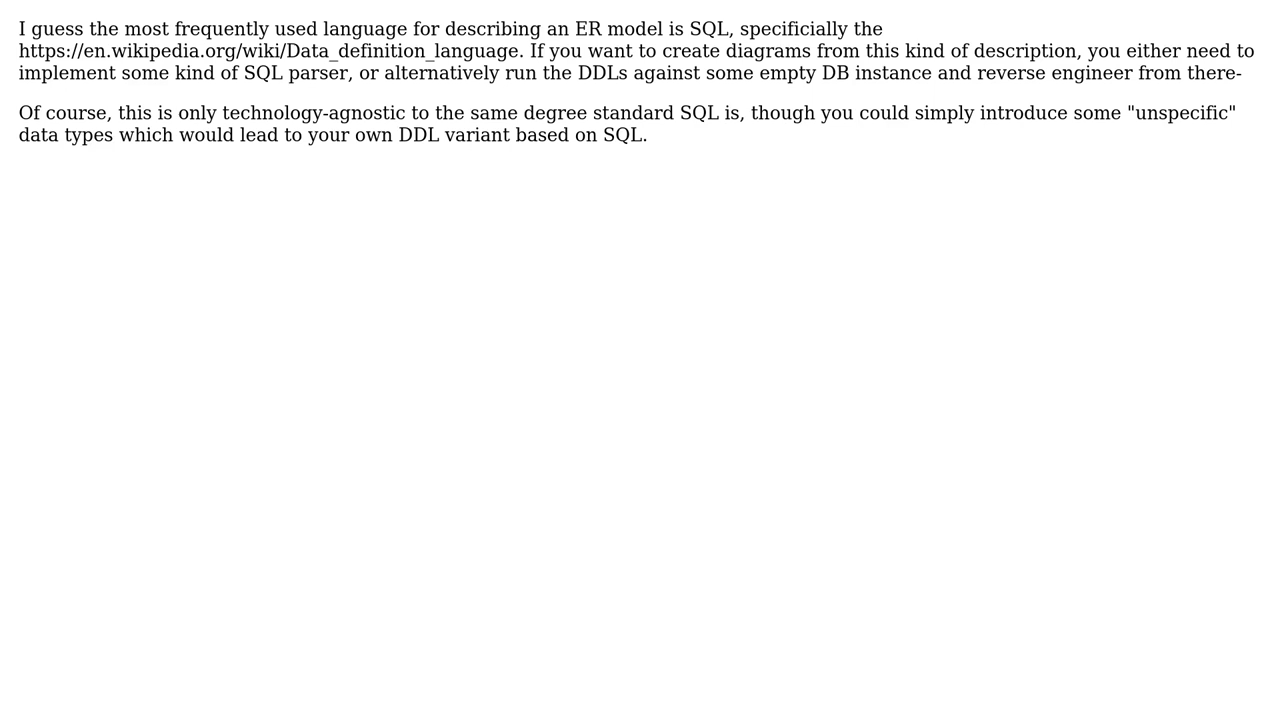 I guess the most frequently used language for describing an ER model is SQL, specificially the
https://en.wikipedia.org/wiki/Data_definition_language. If you want to create diagrams from this kind of description, you either need to
implement some kind of SQL parser, or alternatively run the DDLs against some empty DB instance and reverse engineer from there-
Of course, this is only technology-agnostic to the same degree standard SQL is, though you could simply introduce some "unspecific"
data types which would lead to your own DDL variant based on SQL.